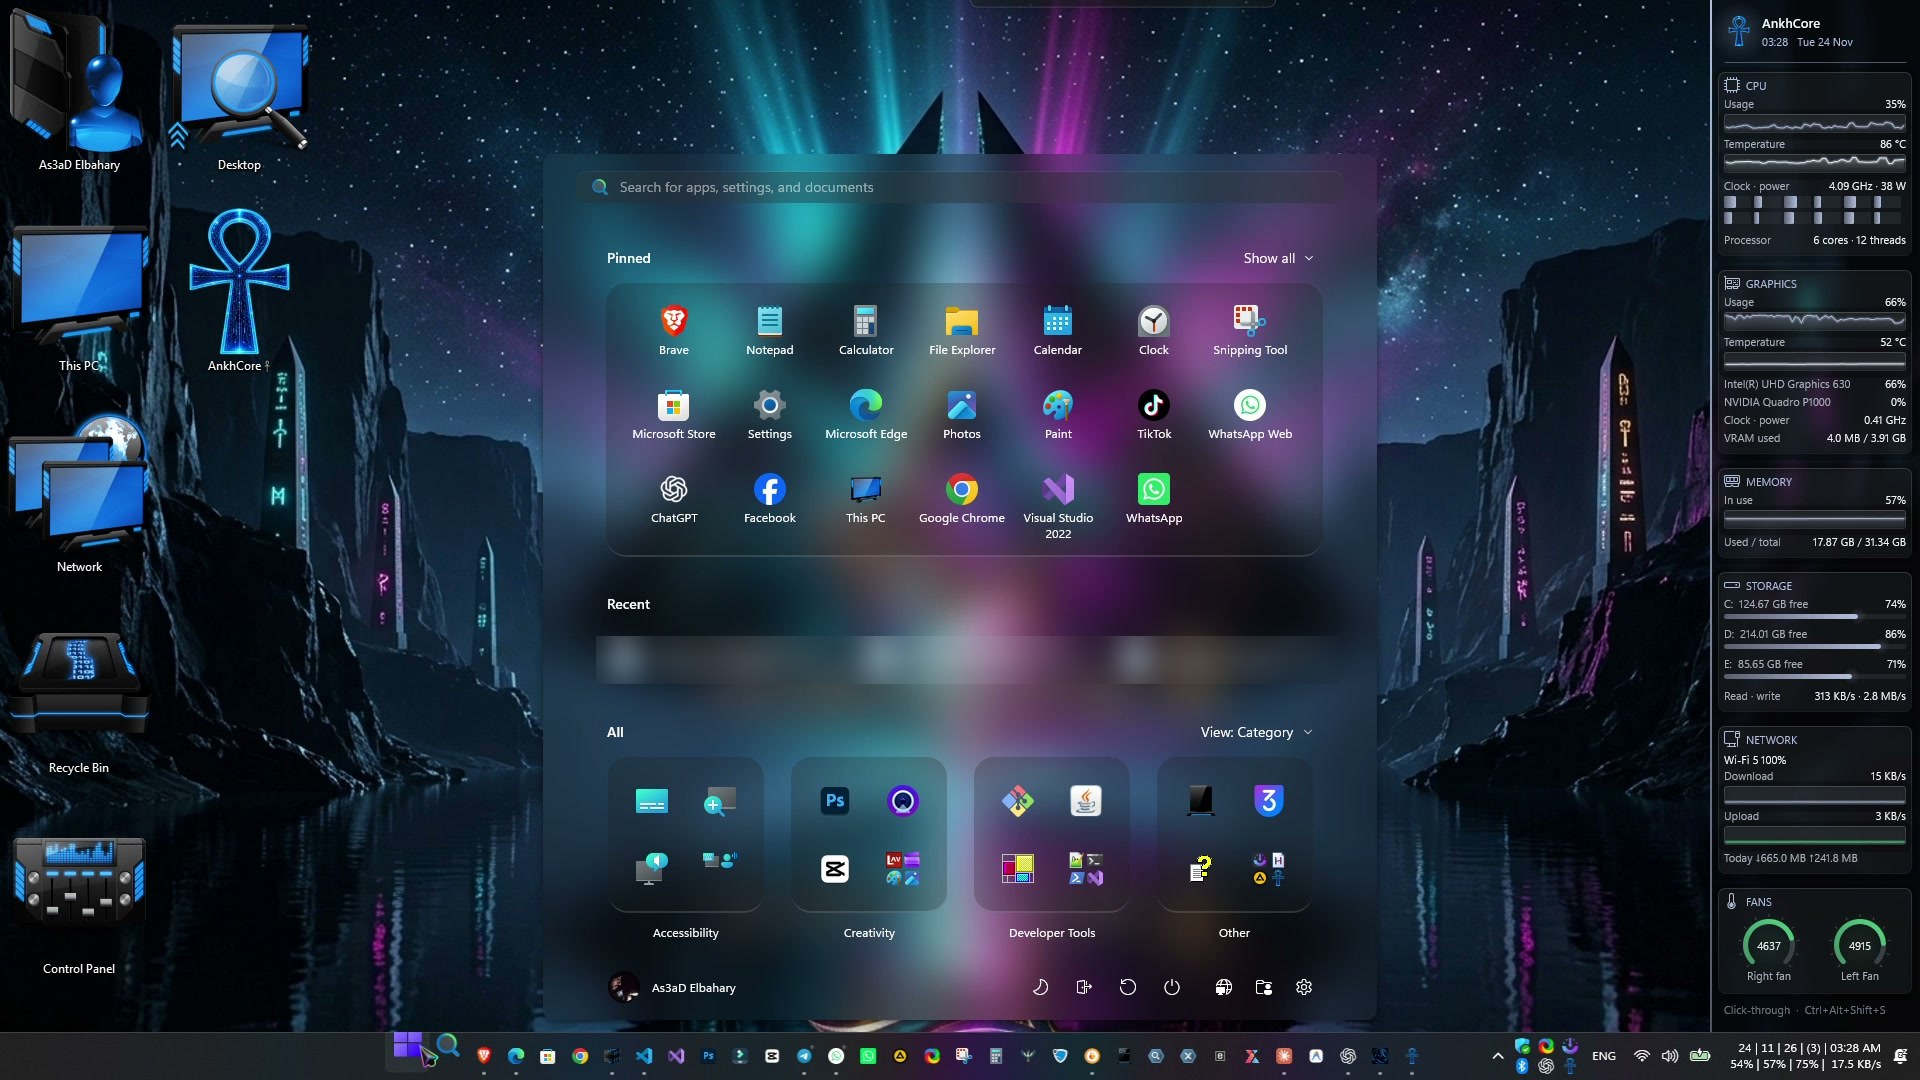 As3aD Elbahary
Desktop
This PC
AnkhCore
Network
Recycle Bin
Control Panel
Search for apps, settings, and documents
Pinned
Show all
Brave
Notepad
Calculator
File Explorer
Calendar
Clock
Snipping Tool
Microsoft Store
Settings
Microsoft Edge
Photos
Paint
TikTok
WhatsApp Web
ChatGPT
Facebook
This PC
Google Chrome
Visual Studio
2022
WhatsApp
Recent
All
View: Category
Ps
LAV
3
H
Accessibility
Creativity
Developer Tools
Other
As3aD Elbahary
AnkhCore
03:28 Tue 24 Nov
CPU
Usage 35%
Temperature 86 °C
Clock · power 4.09 GHz · 38 W
Processor 6 cores · 12 threads
GRAPHICS
Usage 66%
Temperature 52 °C
Intel(R) UHD Graphics 630 66%
NVIDIA Quadro P1000 0%
Clock · power 0.41 GHz
VRAM used 4.0 MB / 3.91 GB
MEMORY
In use 57%
Used / total 17.87 GB / 31.34 GB
STORAGE
C: 124.67 GB free 74%
D: 214.01 GB free 86%
E: 85.65 GB free 71%
Read · write 313 KB/s · 2.8 MB/s
NETWORK
Wi-Fi 5 100%
Download 15 KB/s
Upload 3 KB/s
Today ↓665.0 MB ↑241.8 MB
FANS
4637
4915
Right fan
Left Fan
Click-through · Ctrl+Alt+Shift+S
Ps
ENG
24 | 11 | 26 | (3) | 03:28 AM
54% | 57% | 75% | 17.5 KB/s